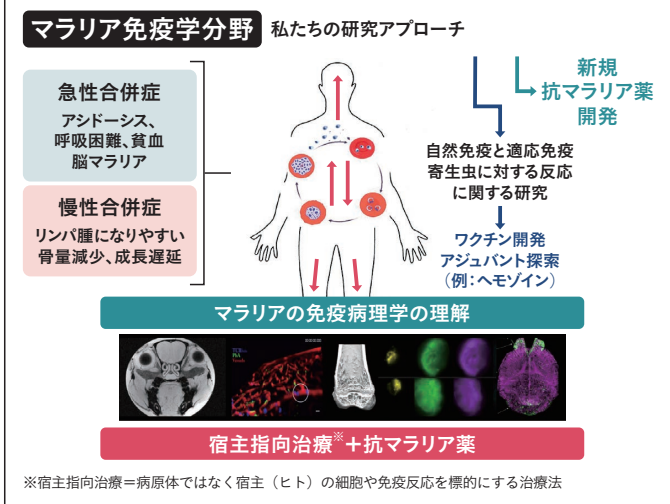 マラリア免疫学分野 私たちの研究アプローチ
急性合併症
アシドーシス、
呼吸困難、貧血
脳マラリア
慢性合併症
リンパ腫になりやすい
骨量減少、成長遅延
新規
抗マラリア薬
開発
自然免疫と適応免疫
寄生虫に対する反応
に関する研究
ワクチン開発
アジュバント探索
（例：ヘモゾイン）
マラリアの免疫病理学の理解
宿主指向治療※＋抗マラリア薬
※宿主指向治療＝病原体ではなく宿主（ヒト）の細胞や免疫反応を標的にする治療法